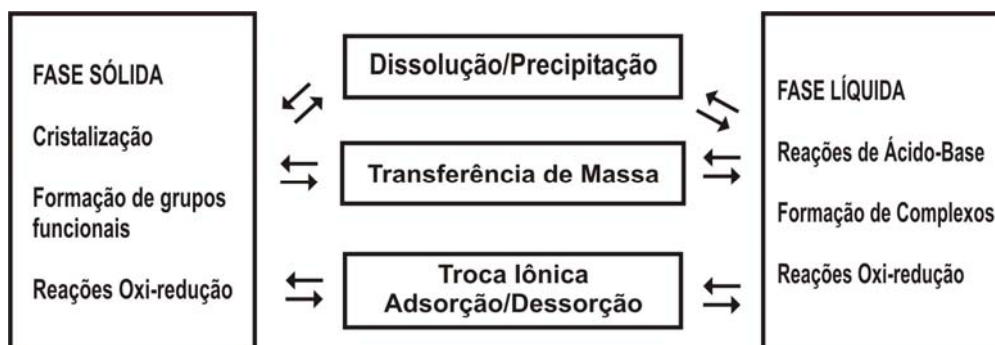 FASE SÓLIDA
Cristalização
Formação de grupos
funcionais
Reações Oxi-redução
Dissolução/Precipitação
Transferência de Massa
Troca Iônica
Adsorção/Dessorção
FASE LÍQUIDA
Reações de Ácido-Base
Formação de Complexos
Reações Oxi-redução